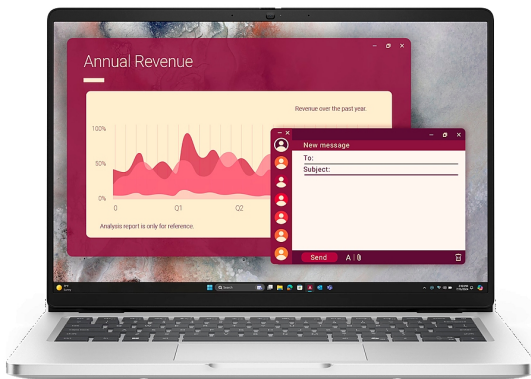 Annual Revenue
Revenue over the past year.
100%
50%
0%
0
Q1
Q2
Analysis report is only for reference.
New message
To:
Subject:
Send
A
Search